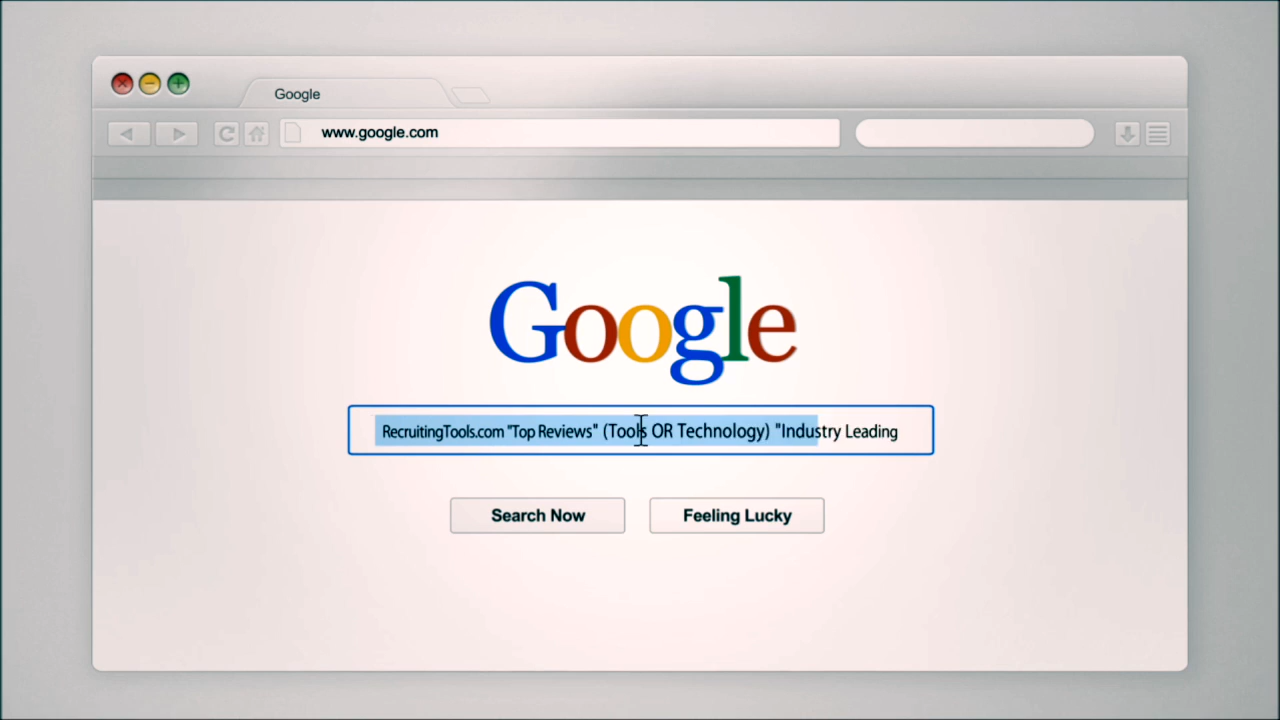 Google
www.google.com
Google
RecruitingTools.com "Top Reviews" (Tools OR Technology) "Industry Leading
Search Now
Feeling Lucky